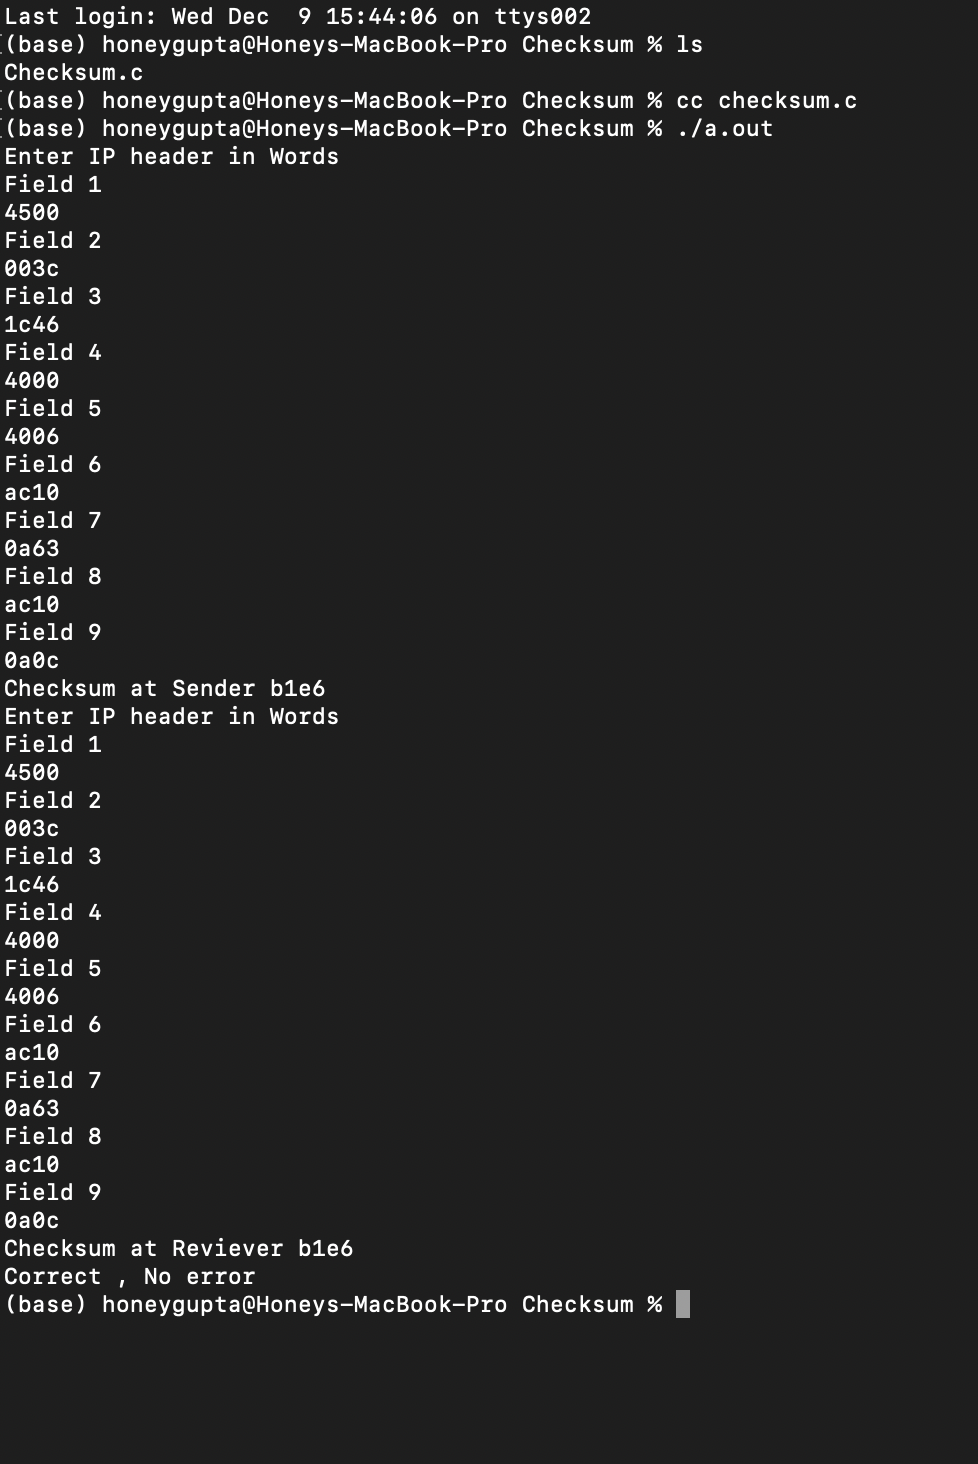 Last login: Wed Dec  9 15:44:06 on ttys002
(base) honeygupta@Honeys-MacBook-Pro Checksum % ls
Checksum.c
(base) honeygupta@Honeys-MacBook-Pro Checksum % cc checksum.c
(base) honeygupta@Honeys-MacBook-Pro Checksum % ./a.out
Enter IP header in Words
Field 1
4500
Field 2
003c
Field 3
1c46
Field 4
4000
Field 5
4006
Field 6
ac10
Field 7
0a63
Field 8
ac10
Field 9
0a0c
Checksum at Sender b1e6
Enter IP header in Words
Field 1
4500
Field 2
003c
Field 3
1c46
Field 4
4000
Field 5
4006
Field 6
ac10
Field 7
0a63
Field 8
ac10
Field 9
0a0c
Checksum at Reviever b1e6
Correct , No error
(base) honeygupta@Honeys-MacBook-Pro Checksum %